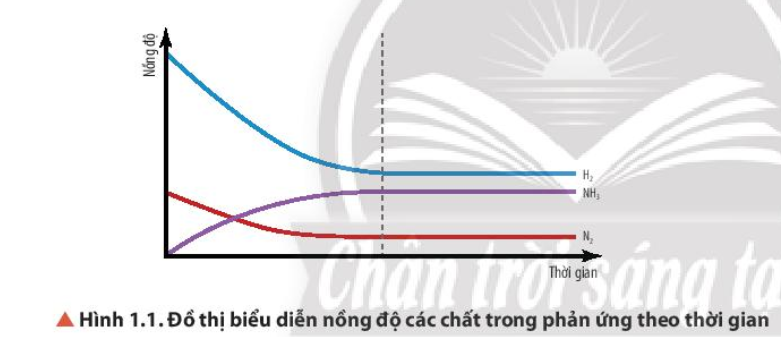 Nồng độ
H₂
NH₃
N₂
Thời gian
Chân trời sáng tạ
▲ Hình 1.1. Đồ thị biểu diễn nồng độ các chất trong phản ứng theo thời gian